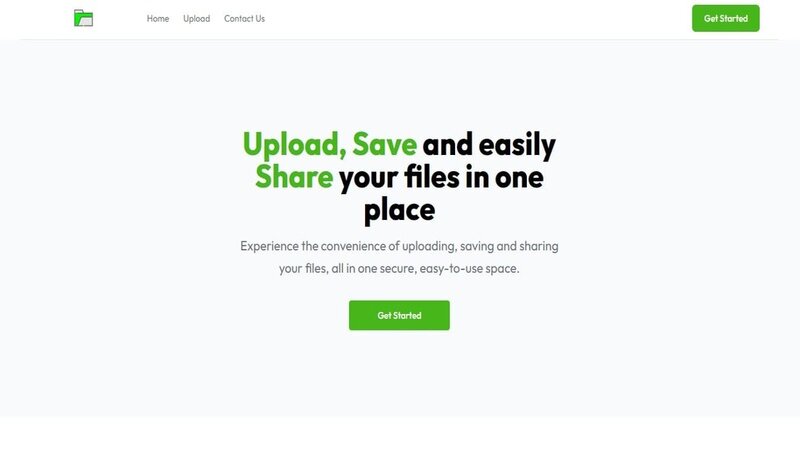 Home Upload Contact Us Get Started
Upload, Save and easily
Share your files in one
place
Experience the convenience of uploading, saving and sharing
your files, all in one secure, easy-to-use space.
Get Started